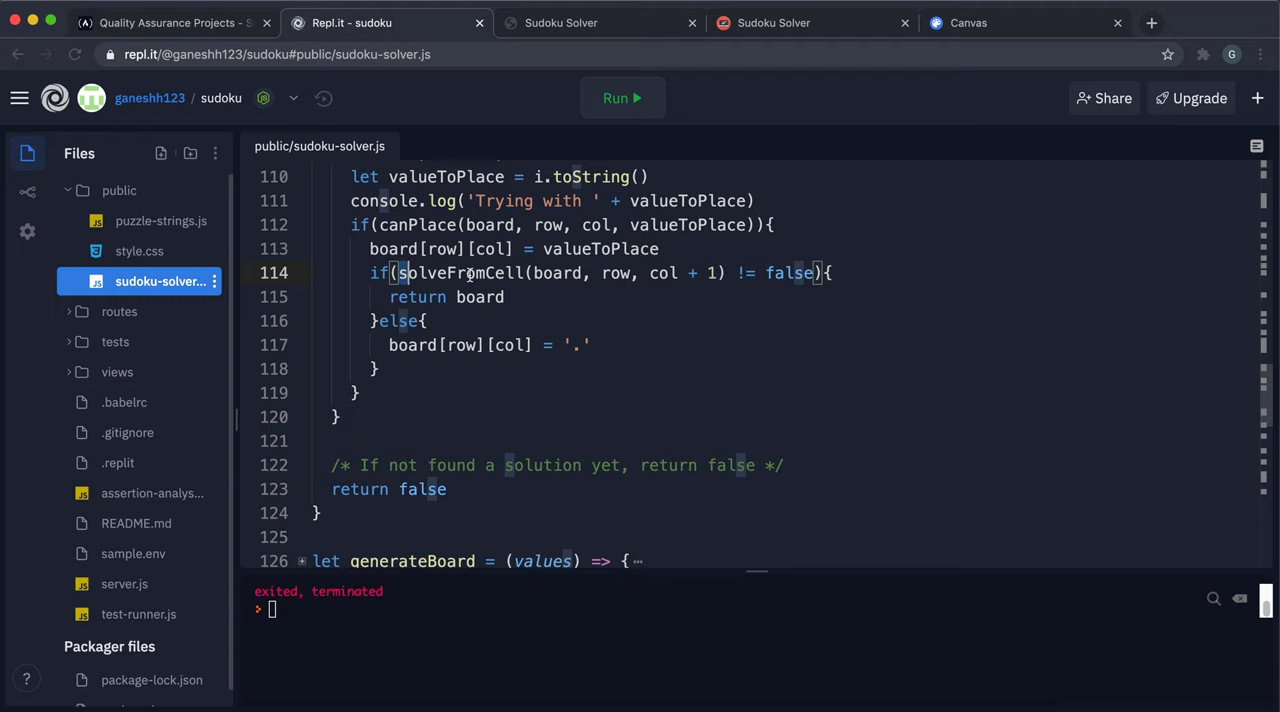 Quality Assurance Projects - S
Repl.it - sudoku
Sudoku Solver
Sudoku Solver
Canvas
repl.it/@ganeshh123/sudoku#public/sudoku-solver.js
G
ganeshh123 / sudoku
Run
Share
Upgrade
Files
public/sudoku-solver.js
public
puzzle-strings.js
style.css
sudoku-solver...
routes
tests
views
.babelrc
.gitignore
.replit
assertion-analys...
README.md
sample.env
server.js
test-runner.js
Packager files
package-lock.json
110 let valueToPlace = i.toString()
111 console.log('Trying with ' + valueToPlace)
112 if(canPlace(board, row, col, valueToPlace)){
113 board[row][col] = valueToPlace
114 if(solveFromCell(board, row, col + 1) != false){
115 return board
116 }else{
117 board[row][col] = '.'
118 }
119 }
120 }
121
122 /* If not found a solution yet, return false */
123 return false
124 }
125
126 let generateBoard = (values) => {
exited, terminated